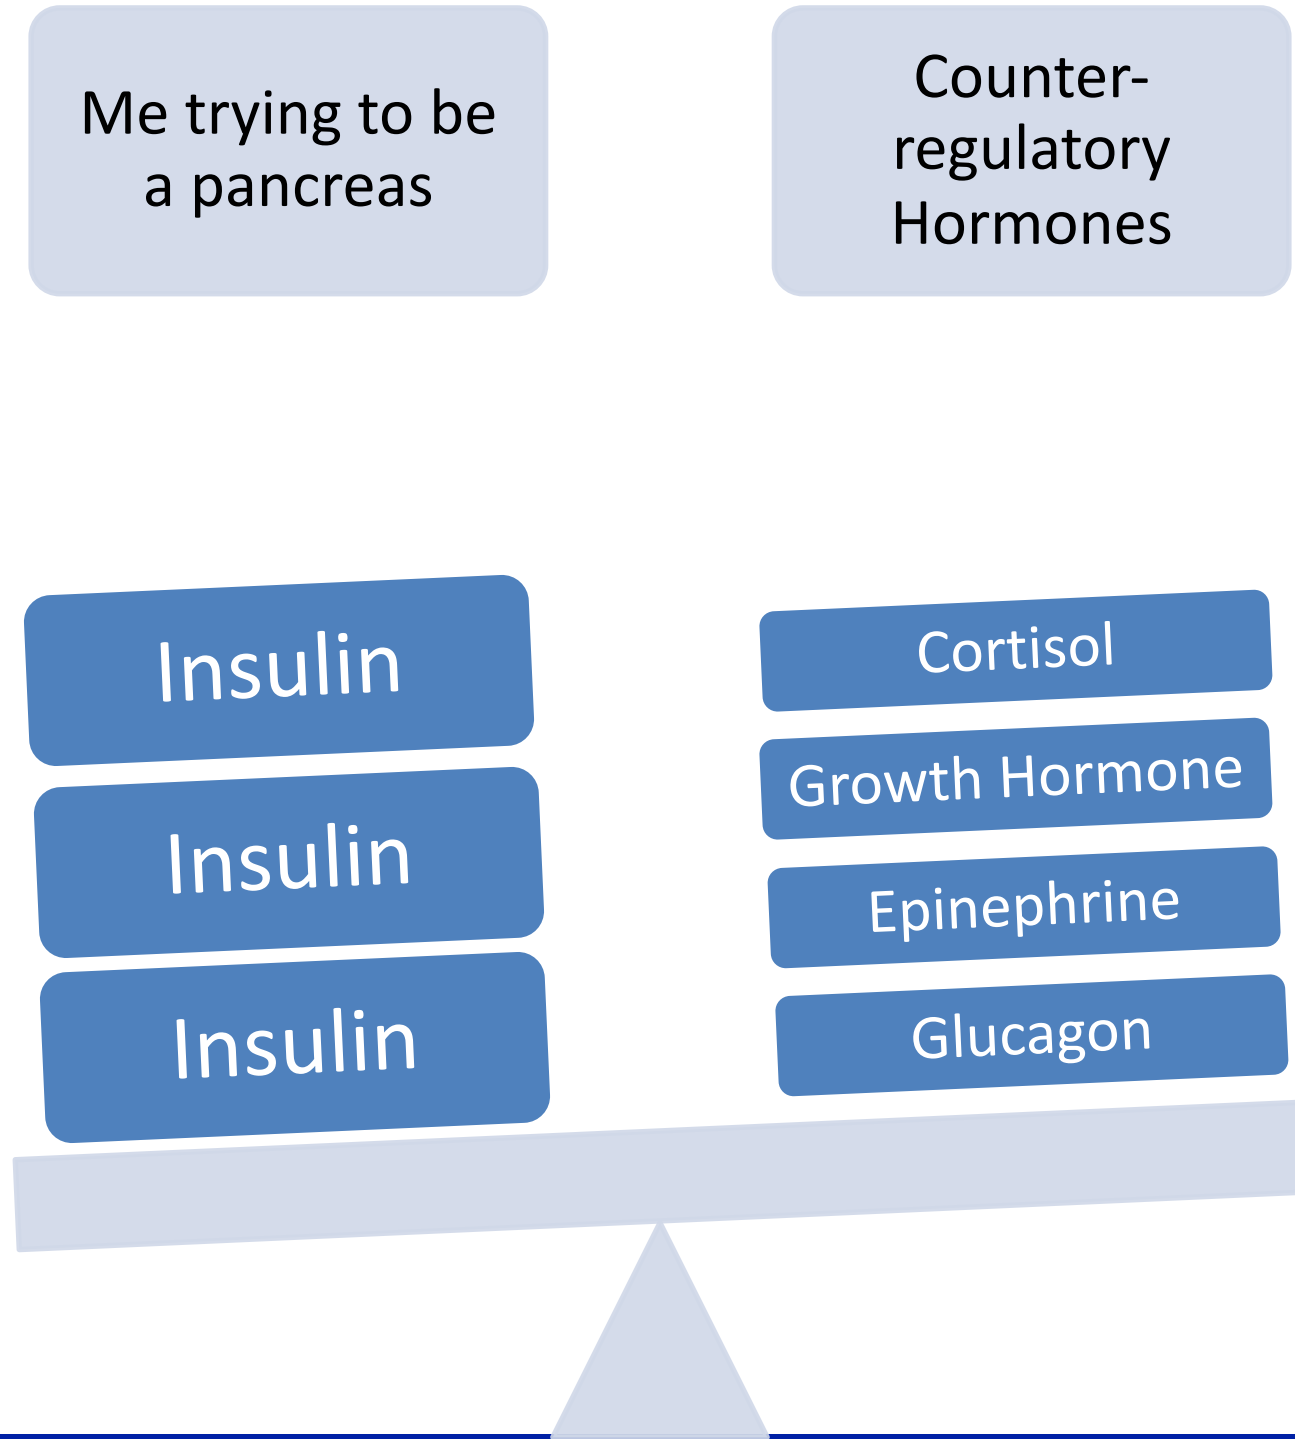 Me trying to be
a pancreas
Counter-
regulatory
Hormones
Insulin
Insulin
Insulin
Cortisol
Growth Hormone
Epinephrine
Glucagon